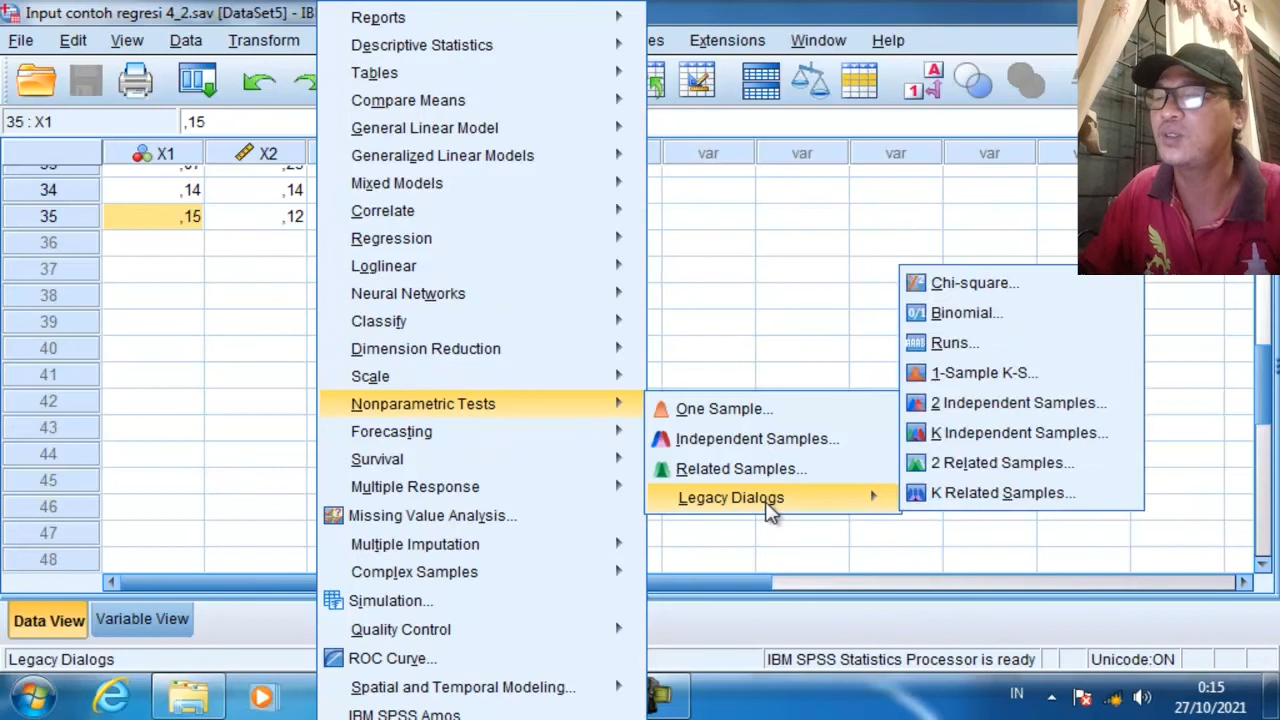 Input contoh regresi 4_2.sav [DataSet5] - IB
File Edit View Data Transform
es Extensions Window Help
35 : X1 ,15
X1 X2 var var var var
34 ,14 ,14
35 ,15 ,12
36
37
38
39
40
41
42
43
44
45
46
47
48
Reports
Descriptive Statistics
Tables
Compare Means
General Linear Model
Generalized Linear Models
Mixed Models
Correlate
Regression
Loglinear
Neural Networks
Classify
Dimension Reduction
Scale
Nonparametric Tests
Forecasting
Survival
Multiple Response
Missing Value Analysis...
Multiple Imputation
Complex Samples
Simulation...
Quality Control
ROC Curve...
Spatial and Temporal Modeling...
IBM SPSS Amos
One Sample...
Independent Samples...
Related Samples...
Legacy Dialogs
Chi-square...
Binomial...
Runs...
1-Sample K-S...
2 Independent Samples...
K Independent Samples...
2 Related Samples...
K Related Samples...
Data View Variable View
Legacy Dialogs
IBM SPSS Statistics Processor is ready Unicode:ON
IN
0:15
27/10/2021